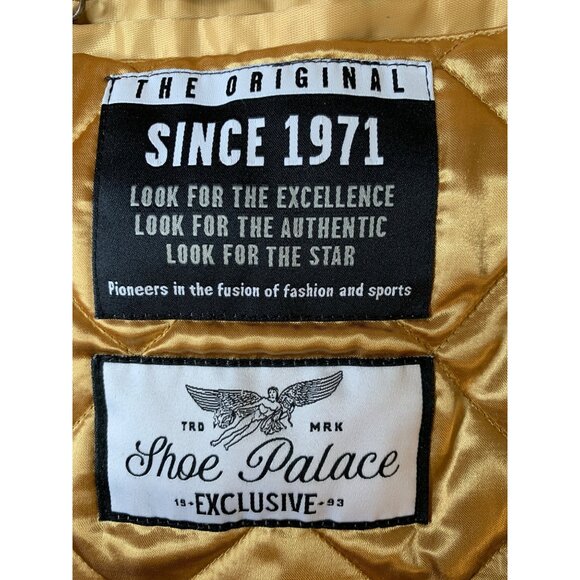 THE ORIGINAL
SINCE 1971
LOOK FOR THE EXCELLENCE
LOOK FOR THE AUTHENTIC
LOOK FOR THE STAR
Pioneers in the fusion of fashion and sports
TRD MRK
Shoe Palace
19-EXCLUSIVE-93